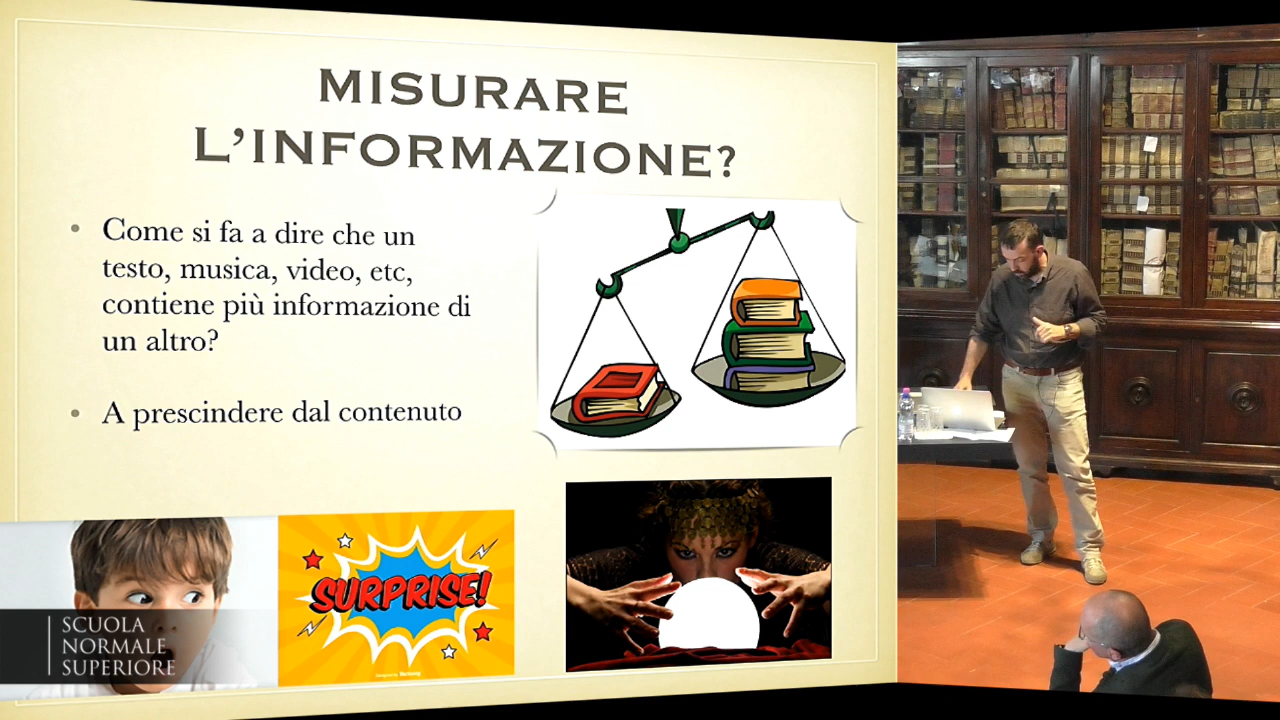 MISURARE
L'INFORMAZIONE?
• Come si fa a dire che un
testo, musica, video, etc,
contiene più informazione di
un altro?
• A prescindere dal contenuto
SURPRISE!
SCUOLA
NORMALE
SUPERIORE